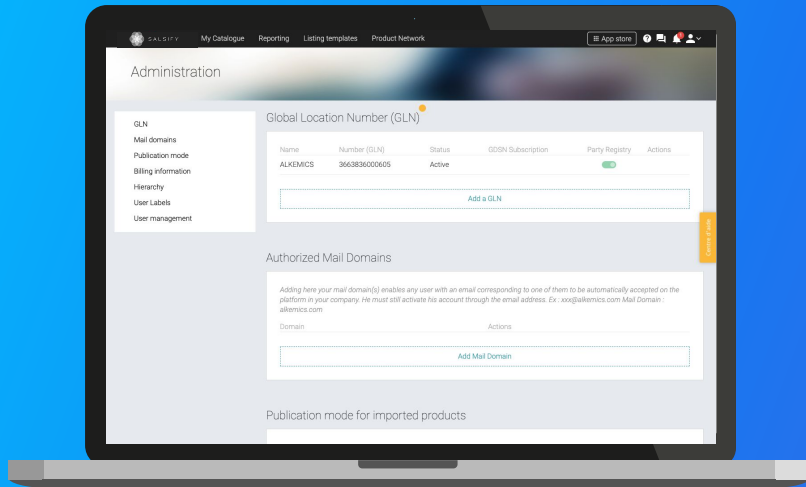 SALSIFY My Catalogue Reporting Listing templates Product Network App store
Administration
GLN
Mail domains
Publication mode
Billing information
Hierarchy
User Labels
User management
Global Location Number (GLN)
Name Number (GLN) Status GDSN Subscription Party Registry Actions
ALKEMICS 3663836000605 Active
Add a GLN
Centre d'aide
Authorized Mail Domains
Adding here your mail domain(s) enables any user with an email corresponding to one of them to be automatically accepted on the
platform in your company. He must still activate his account through the email address. Ex : xxx@alkemics.com Mail Domain :
alkemics.com
Domain Actions
Add Mail Domain
Publication mode for imported products